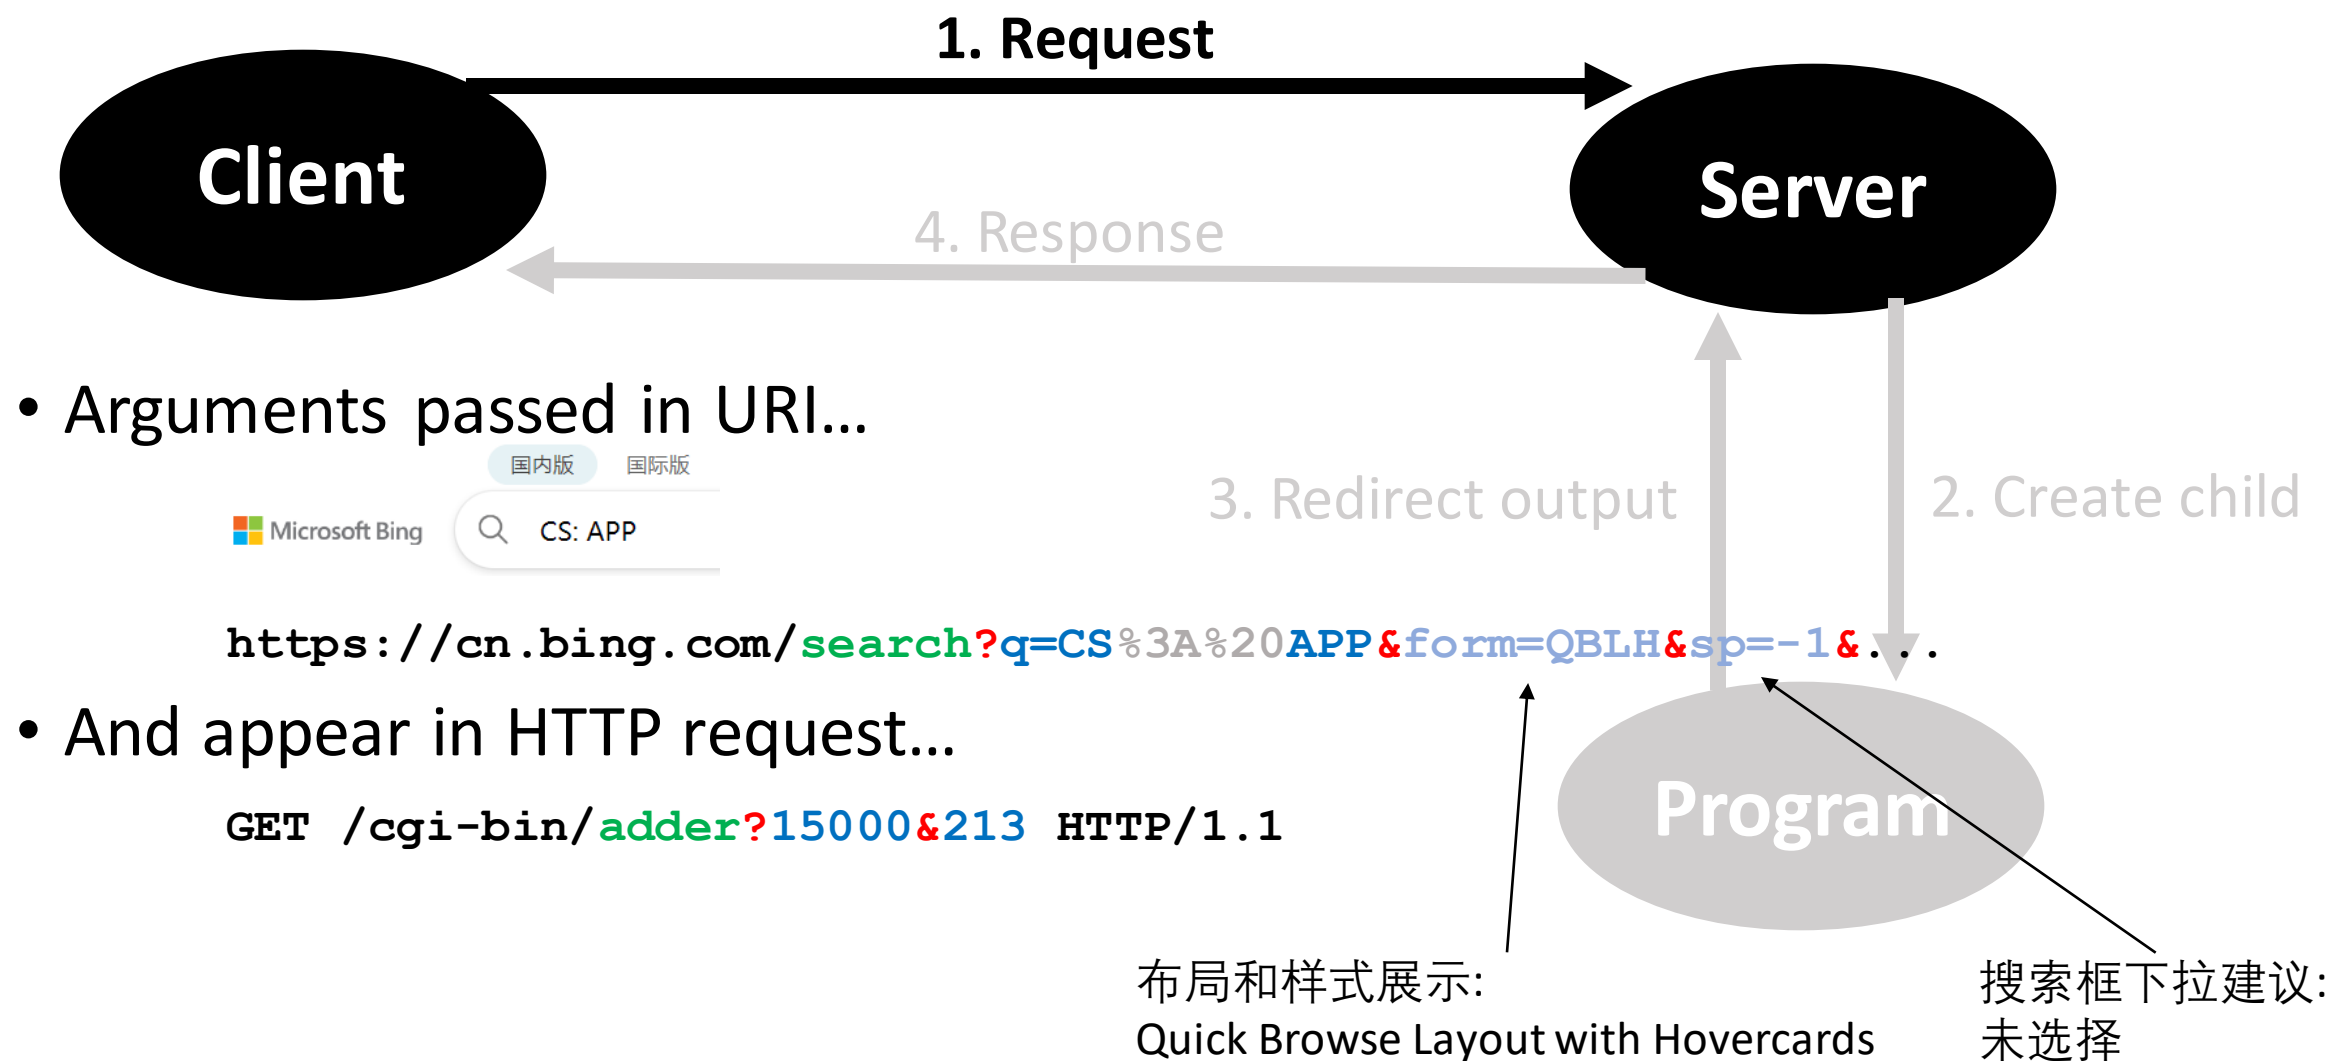 1. Request
Client
Server
4. Response
• Arguments passed in URI...
国内版 国际版
Microsoft Bing
CS: APP
3. Redirect output
2. Create child
https://cn.bing.com/search?q=CS%3A%20APP&form=QBLH&sp=-1&...
• And appear in HTTP request...
GET /cgi-bin/adder?15000&213 HTTP/1.1
Program
布局和样式展示:
Quick Browse Layout with Hovercards
搜索框下拉建议:
未选择